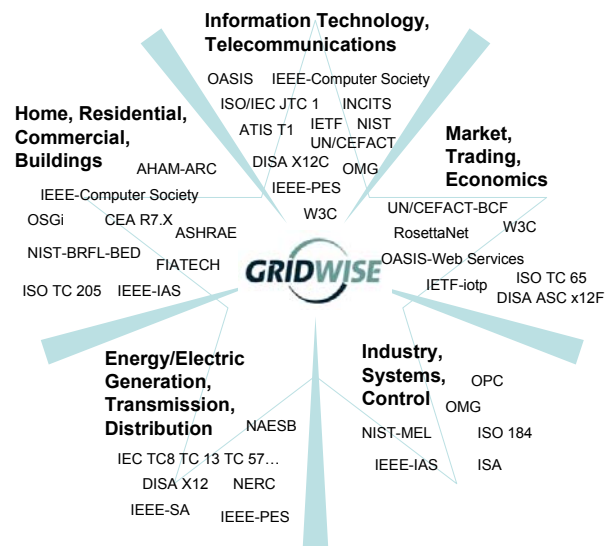 Information Technology,
Telecommunications
OASIS IEEE-Computer Society
ISO/IEC JTC 1 INCITS
ATIS T1 IETF NIST
UN/CEFACT
DISA X12C OMG
IEEE-PES
W3C
Home, Residential,
Commercial,
Buildings
AHAM-ARC
IEEE-Computer Society
OSGi CEA R7.X
ASHRAE
NIST-BRFL-BED
FIATECH
ISO TC 205 IEEE-IAS
Market,
Trading,
Economics
UN/CEFACT-BCF
W3C
RosettaNet
OASIS-Web Services
ISO TC 65
IETF-iotp
DISA ASC x12F
GRIDWISE
Energy/Electric
Generation,
Transmission,
Distribution
NAESB
IEC TC8 TC 13 TC 57…
DISA X12 NERC
IEEE-SA IEEE-PES
Industry,
Systems,
Control
OPC
OMG
NIST-MEL ISO 184
IEEE-IAS ISA